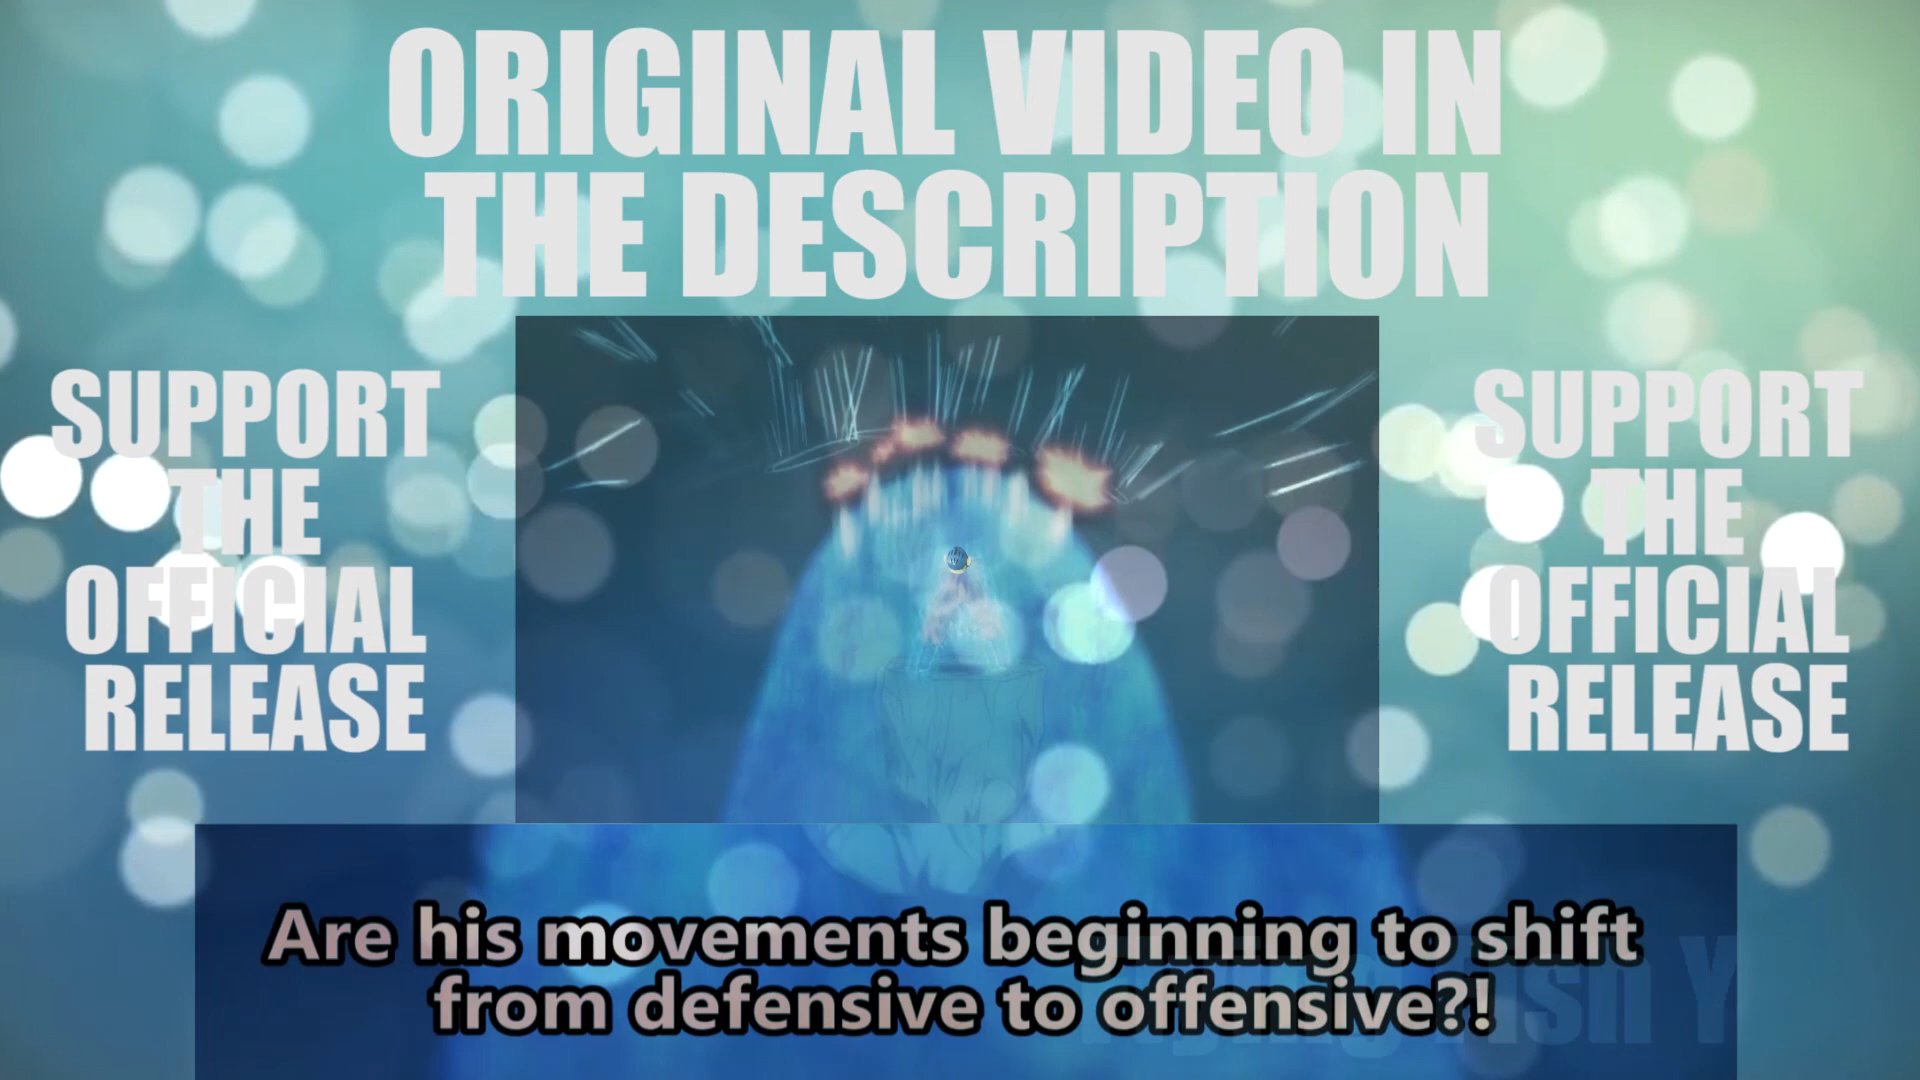 ORIGINAL VIDEO IN
THE DESCRIPTION
SUPPORT
THE
OFFICIAL
RELEASE
SUPPORT
THE
OFFICIAL
RELEASE
Are his movements beginning to shift
from defensive to offensive?!